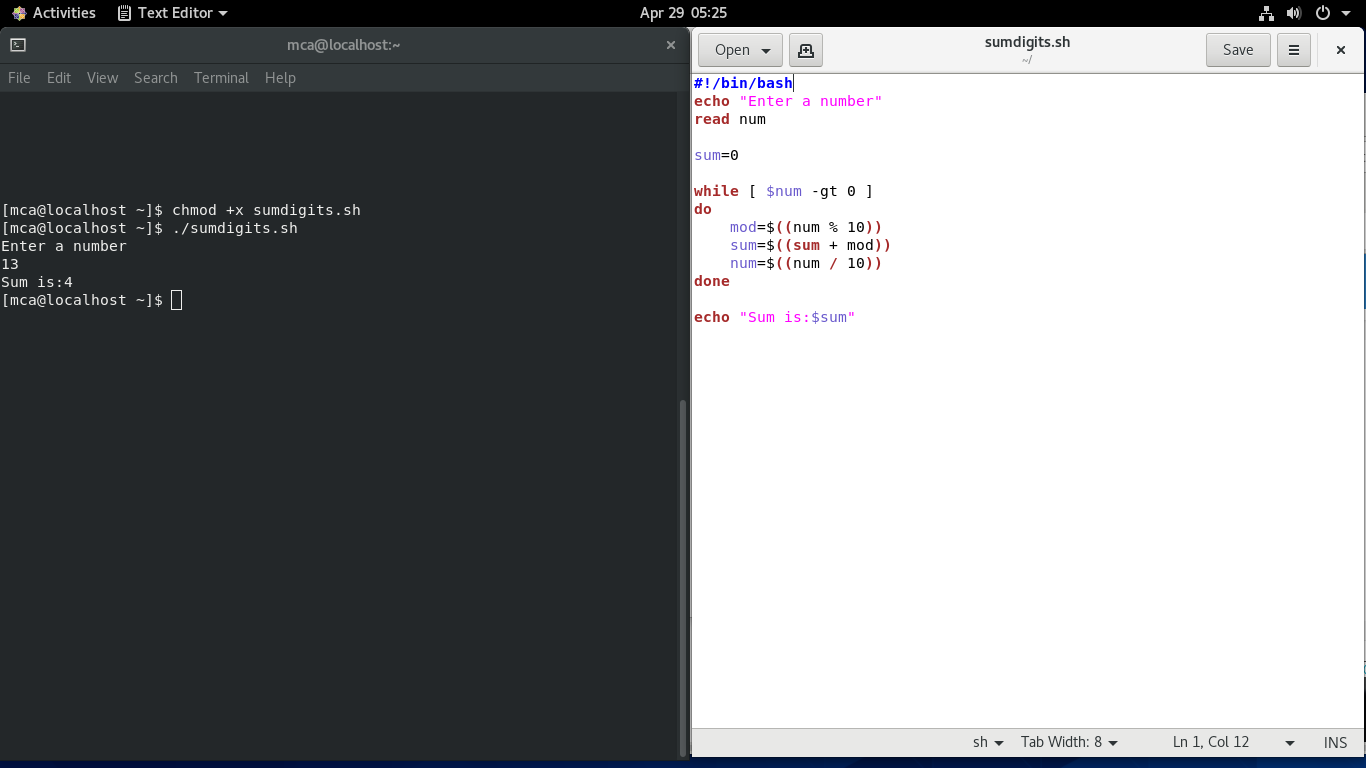 Activities Text Editor Apr 29 05:25
mca@localhost:~
File Edit View Search Terminal Help
[mca@localhost ~]$ chmod +x sumdigits.sh
[mca@localhost ~]$ ./sumdigits.sh
Enter a number
13
Sum is:4
[mca@localhost ~]$
Open sumdigits.sh Save
~/
#!/bin/bash
echo "Enter a number"
read num
sum=0
while [ $num -gt 0 ]
do
    mod=$((num % 10))
    sum=$((sum + mod))
    num=$((num / 10))
done
echo "Sum is:$sum"
sh Tab Width: 8 Ln 1, Col 12 INS